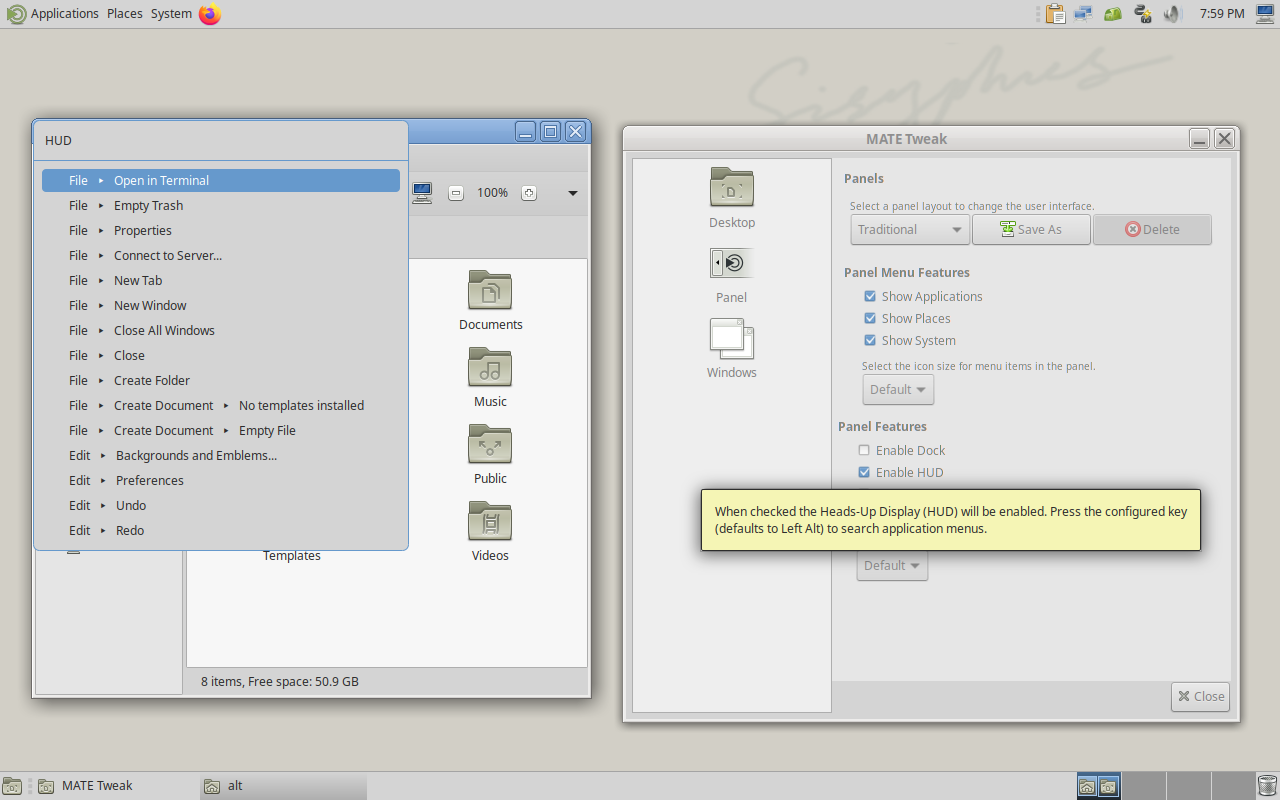 Applications Places System
7:59 PM
Sisyphus
HUD
File ▸ Open in Terminal
File ▸ Empty Trash
File ▸ Properties
File ▸ Connect to Server...
File ▸ New Tab
File ▸ New Window
File ▸ Close All Windows
File ▸ Close
File ▸ Create Folder
File ▸ Create Document ▸ No templates installed
File ▸ Create Document ▸ Empty File
Edit ▸ Backgrounds and Emblems...
Edit ▸ Preferences
Edit ▸ Undo
Edit ▸ Redo
100%
Documents
Music
Public
Templates
Videos
8 items, Free space: 50.9 GB
MATE Tweak
Desktop
Panel
Windows
Panels
Select a panel layout to change the user interface.
Traditional
Save As
Delete
Panel Menu Features
Show Applications
Show Places
Show System
Select the icon size for menu items in the panel.
Default
Panel Features
Enable Dock
Enable HUD
When checked the Heads-Up Display (HUD) will be enabled. Press the configured key
(defaults to Left Alt) to search application menus.
Default
Close
MATE Tweak
alt